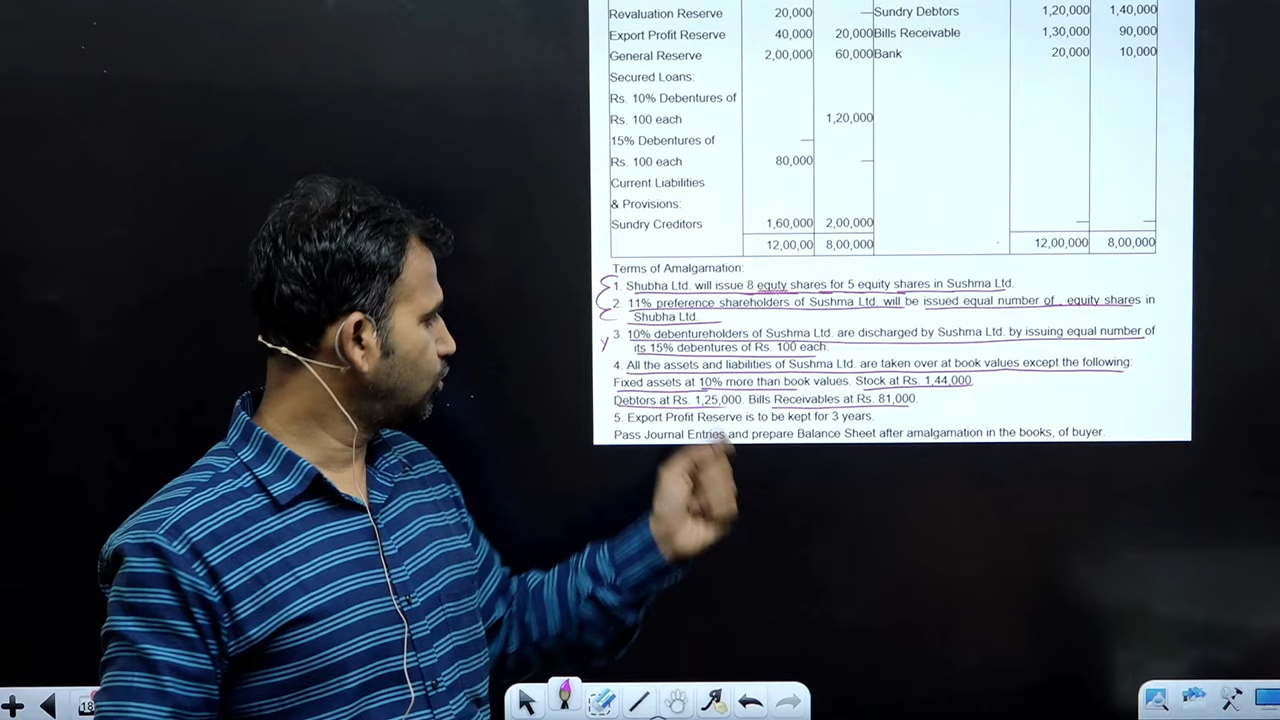 Revaluation Reserve 20,000 — Sundry Debtors 1,20,000 1,40,000
Export Profit Reserve 40,000 20,000 Bills Receivable 1,30,000 90,000
General Reserve 2,00,000 60,000 Bank 20,000 10,000
Secured Loans:
Rs. 10% Debentures of
Rs. 100 each 1,20,000
15% Debentures of —
Rs. 100 each 80,000 —
Current Liabilities
& Provisions:
Sundry Creditors 1,60,000 2,00,000 — —
12,00,00 8,00,000 12,00,000 8,00,000
Terms of Amalgamation:
1. Shubha Ltd. will issue 8 equty shares for 5 equity shares in Sushma Ltd.
2. 11% preference shareholders of Sushma Ltd. will be issued equal number of . equity shares in
Shubha Ltd.
3. 10% debentureholders of Sushma Ltd. are discharged by Sushma Ltd. by issuing equal number of
its 15% debentures of Rs. 100 each.
4. All the assets and liabilities of Sushma Ltd. are taken over at book values except the following:
Fixed assets at 10% more than book values. Stock at Rs. 1,44,000.
Debtors at Rs. 1,25,000. Bills Receivables at Rs. 81,000.
5. Export Profit Reserve is to be kept for 3 years.
Pass Journal Entries and prepare Balance Sheet after amalgamation in the books, of buyer.
18